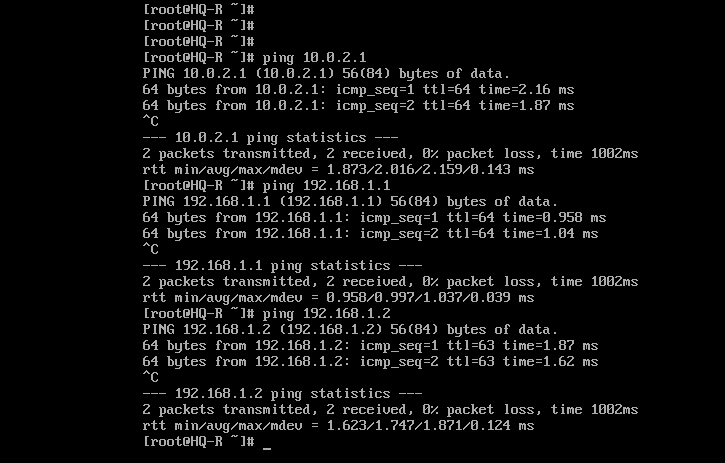 [root@HQ-R ~]#
[root@HQ-R ~]#
[root@HQ-R ~]#
[root@HQ-R ~]# ping 10.0.2.1
PING 10.0.2.1 (10.0.2.1) 56(84) bytes of data.
64 bytes from 10.0.2.1: icmp_seq=1 ttl=64 time=2.16 ms
64 bytes from 10.0.2.1: icmp_seq=2 ttl=64 time=1.87 ms
^C
--- 10.0.2.1 ping statistics ---
2 packets transmitted, 2 received, 0% packet loss, time 1002ms
rtt min/avg/max/mdev = 1.873/2.016/2.159/0.143 ms
[root@HQ-R ~]# ping 192.168.1.1
PING 192.168.1.1 (192.168.1.1) 56(84) bytes of data.
64 bytes from 192.168.1.1: icmp_seq=1 ttl=64 time=0.958 ms
64 bytes from 192.168.1.1: icmp_seq=2 ttl=64 time=1.04 ms
^C
--- 192.168.1.1 ping statistics ---
2 packets transmitted, 2 received, 0% packet loss, time 1002ms
rtt min/avg/max/mdev = 0.958/0.997/1.037/0.039 ms
[root@HQ-R ~]# ping 192.168.1.2
PING 192.168.1.2 (192.168.1.2) 56(84) bytes of data.
64 bytes from 192.168.1.2: icmp_seq=1 ttl=63 time=1.87 ms
64 bytes from 192.168.1.2: icmp_seq=2 ttl=63 time=1.62 ms
^C
--- 192.168.1.2 ping statistics ---
2 packets transmitted, 2 received, 0% packet loss, time 1002ms
rtt min/avg/max/mdev = 1.623/1.747/1.871/0.124 ms
[root@HQ-R ~]# _